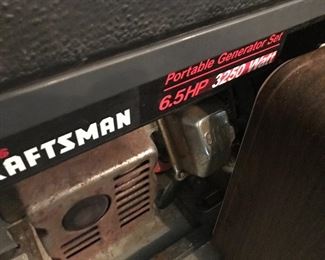 Portable Generator Set
6.5HP 3250 Watt
RAFTSMAN